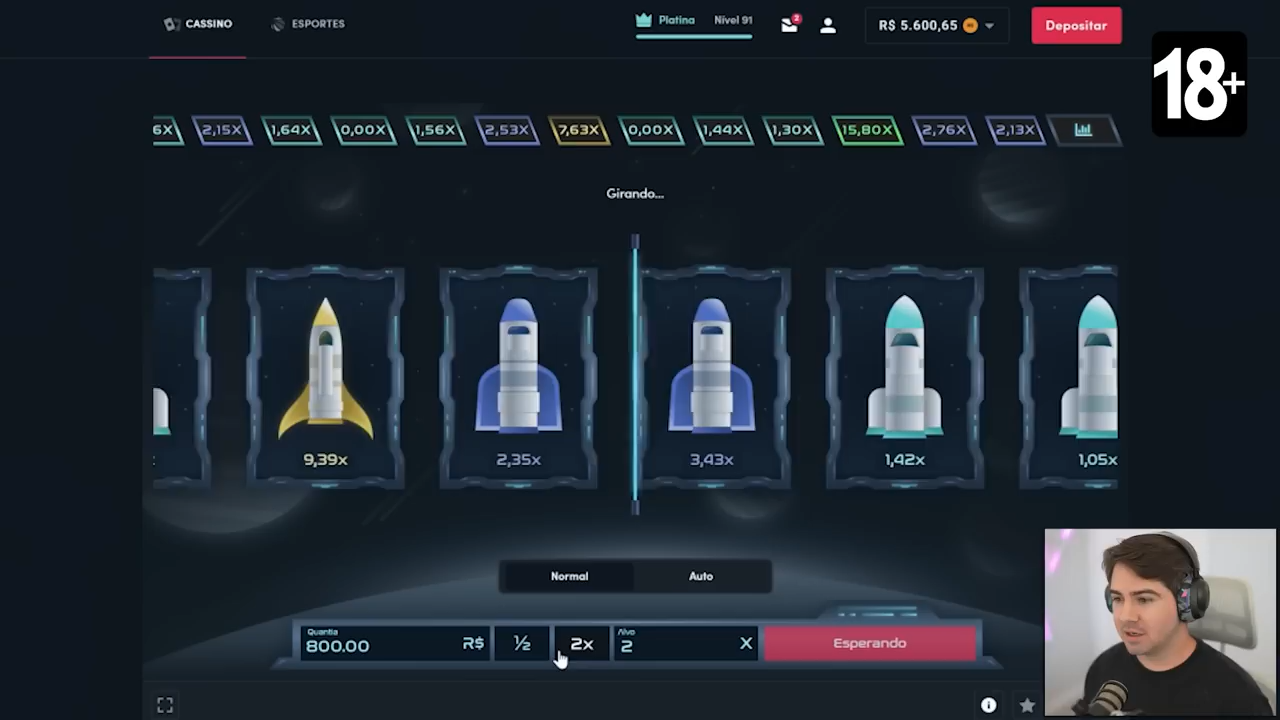 CASSINO
ESPORTES
Platina
Nível 91
2
R$ 5.600,65
Depositar
18+
6X
2,15X
1,64X
0,00X
1,56X
2,53X
7,63X
0,00X
1,44X
1,30X
15,80X
2,76X
2,13X
Girando...
9,39x
2,35x
3,43x
1,42x
1,05x
Normal
Auto
Quantia
800.00
R$
½
2x
Alvo
2
X
Esperando